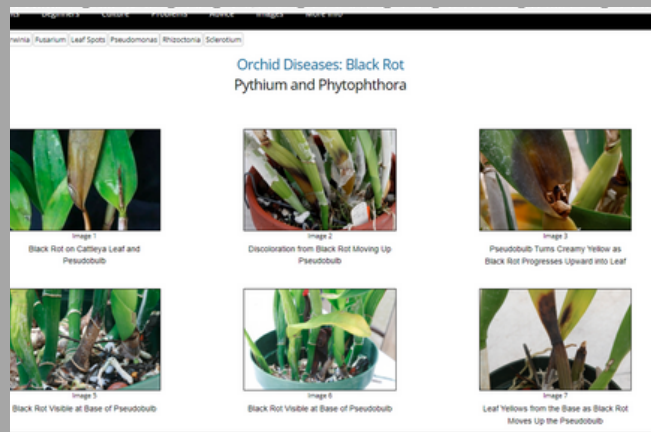 Beginners Culture Problems Advice Images More Info
Fusarium Leaf Spots Pseudomonas Rhizoctonia Sclerotium
Orchid Diseases: Black Rot
Pythium and Phytophthora
Image 1
Black Rot on Cattleya Leaf and
Pesudobulb
Image 2
Discoloration from Black Rot Moving Up
Pseudobulb
Image 3
Pseudobulb Turns Creamy Yellow as
Black Rot Progresses Upward into Leaf
Image 5
Black Rot Visible at Base of Pseudobulb
Image 6
Black Rot Visible at Base of Pseudobulb
Image 7
Leaf Yellows from the Base as Black Rot
Moves Up the Pseudobulb